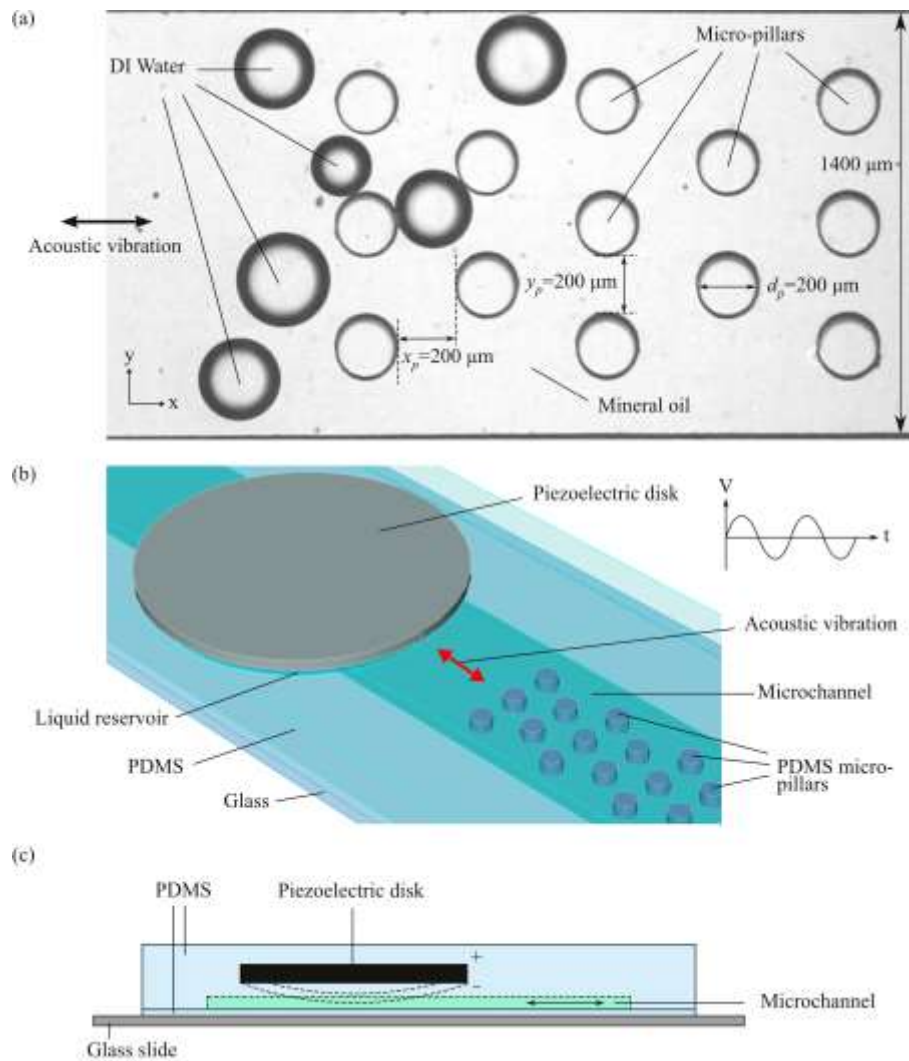 (a)
Micro-pillars
DI Water
1400 μm
Acoustic vibration
y_p=200 μm
d_p=200 μm
x_p=200 μm
y
x
Mineral oil
(b)
Piezoelectric disk
V
t
Acoustic vibration
Microchannel
Liquid reservoir
PDMS
PDMS micro-
pillars
Glass
(c)
PDMS
Piezoelectric disk
+
-
Microchannel
Glass slide